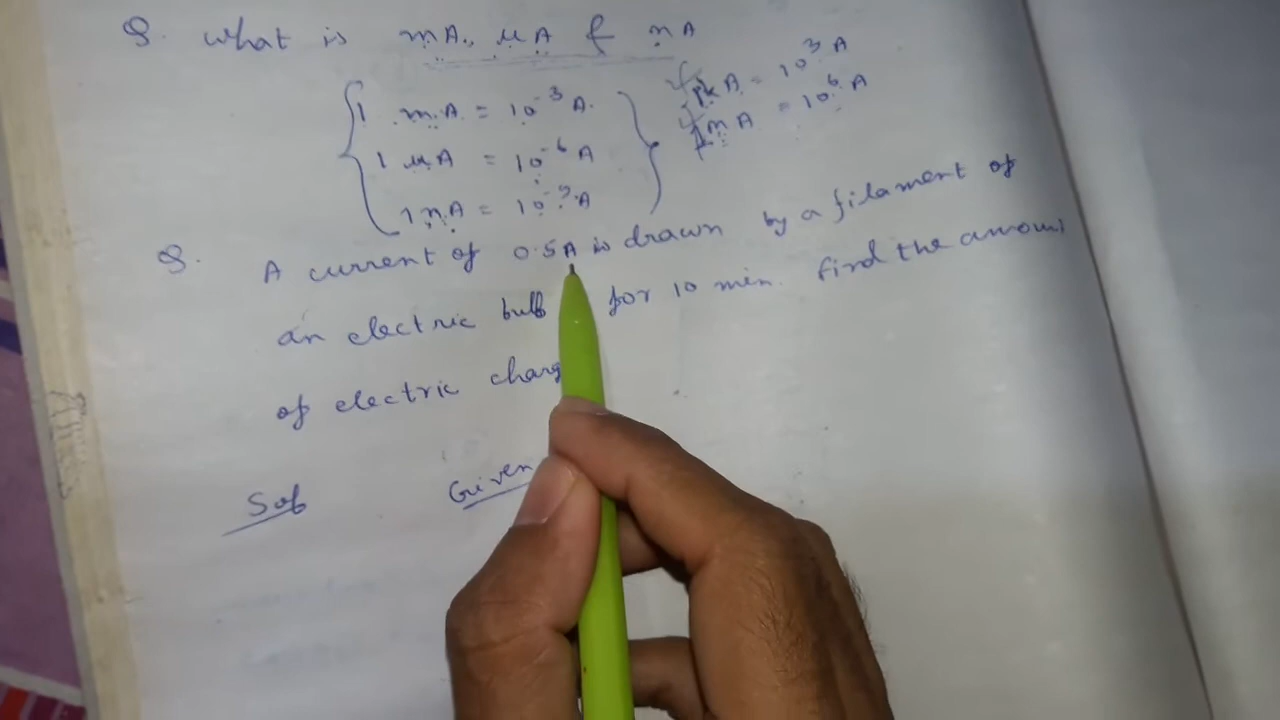 Q. what is mA, μA & nA
1 mA = 10⁻³ A.
1 μA = 10⁻⁶ A
1 nA = 10⁻⁹ A
1 kA = 10³ A
1 mA = 10⁶ A
Q. A current of 0.5A is drawn by a filament of
an electric bulb for 10 min. find the amount
of electric charg
Sol Given